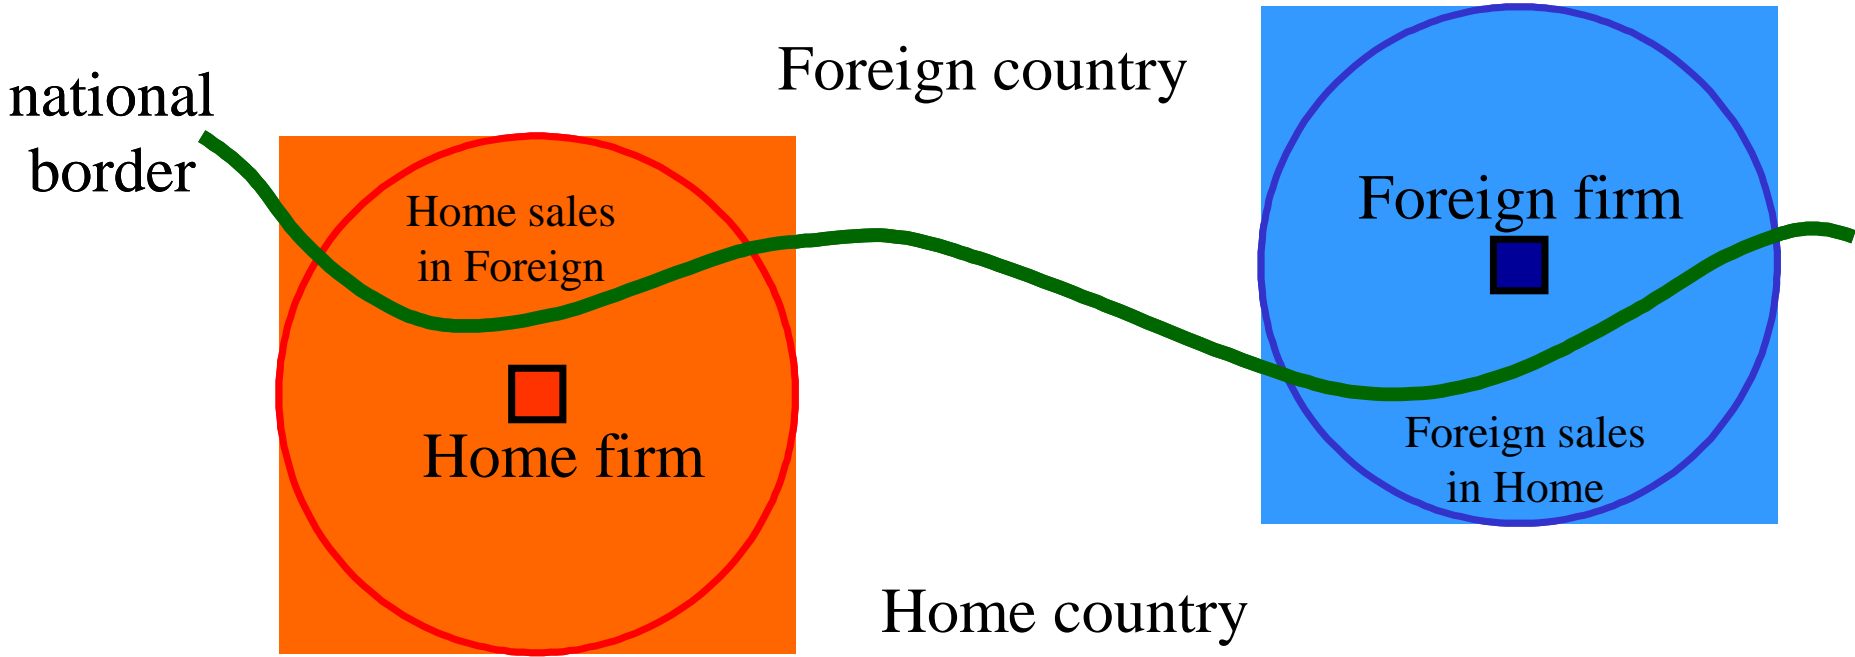 national
border
Foreign country
Home sales
in Foreign
Home firm
Foreign firm
Foreign sales
in Home
Home country